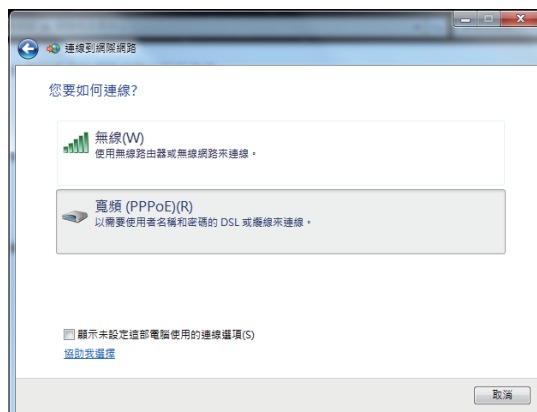 連線到網際網路
您要如何連線?
無線(W)
使用無線路由器或無線網路來連線。
寬頻 (PPPoE)(R)
以需要使用者名稱和密碼的 DSL 或纜線來連線。
顯示未設定這部電腦使用的連線選項(S)
協助我選擇
取消